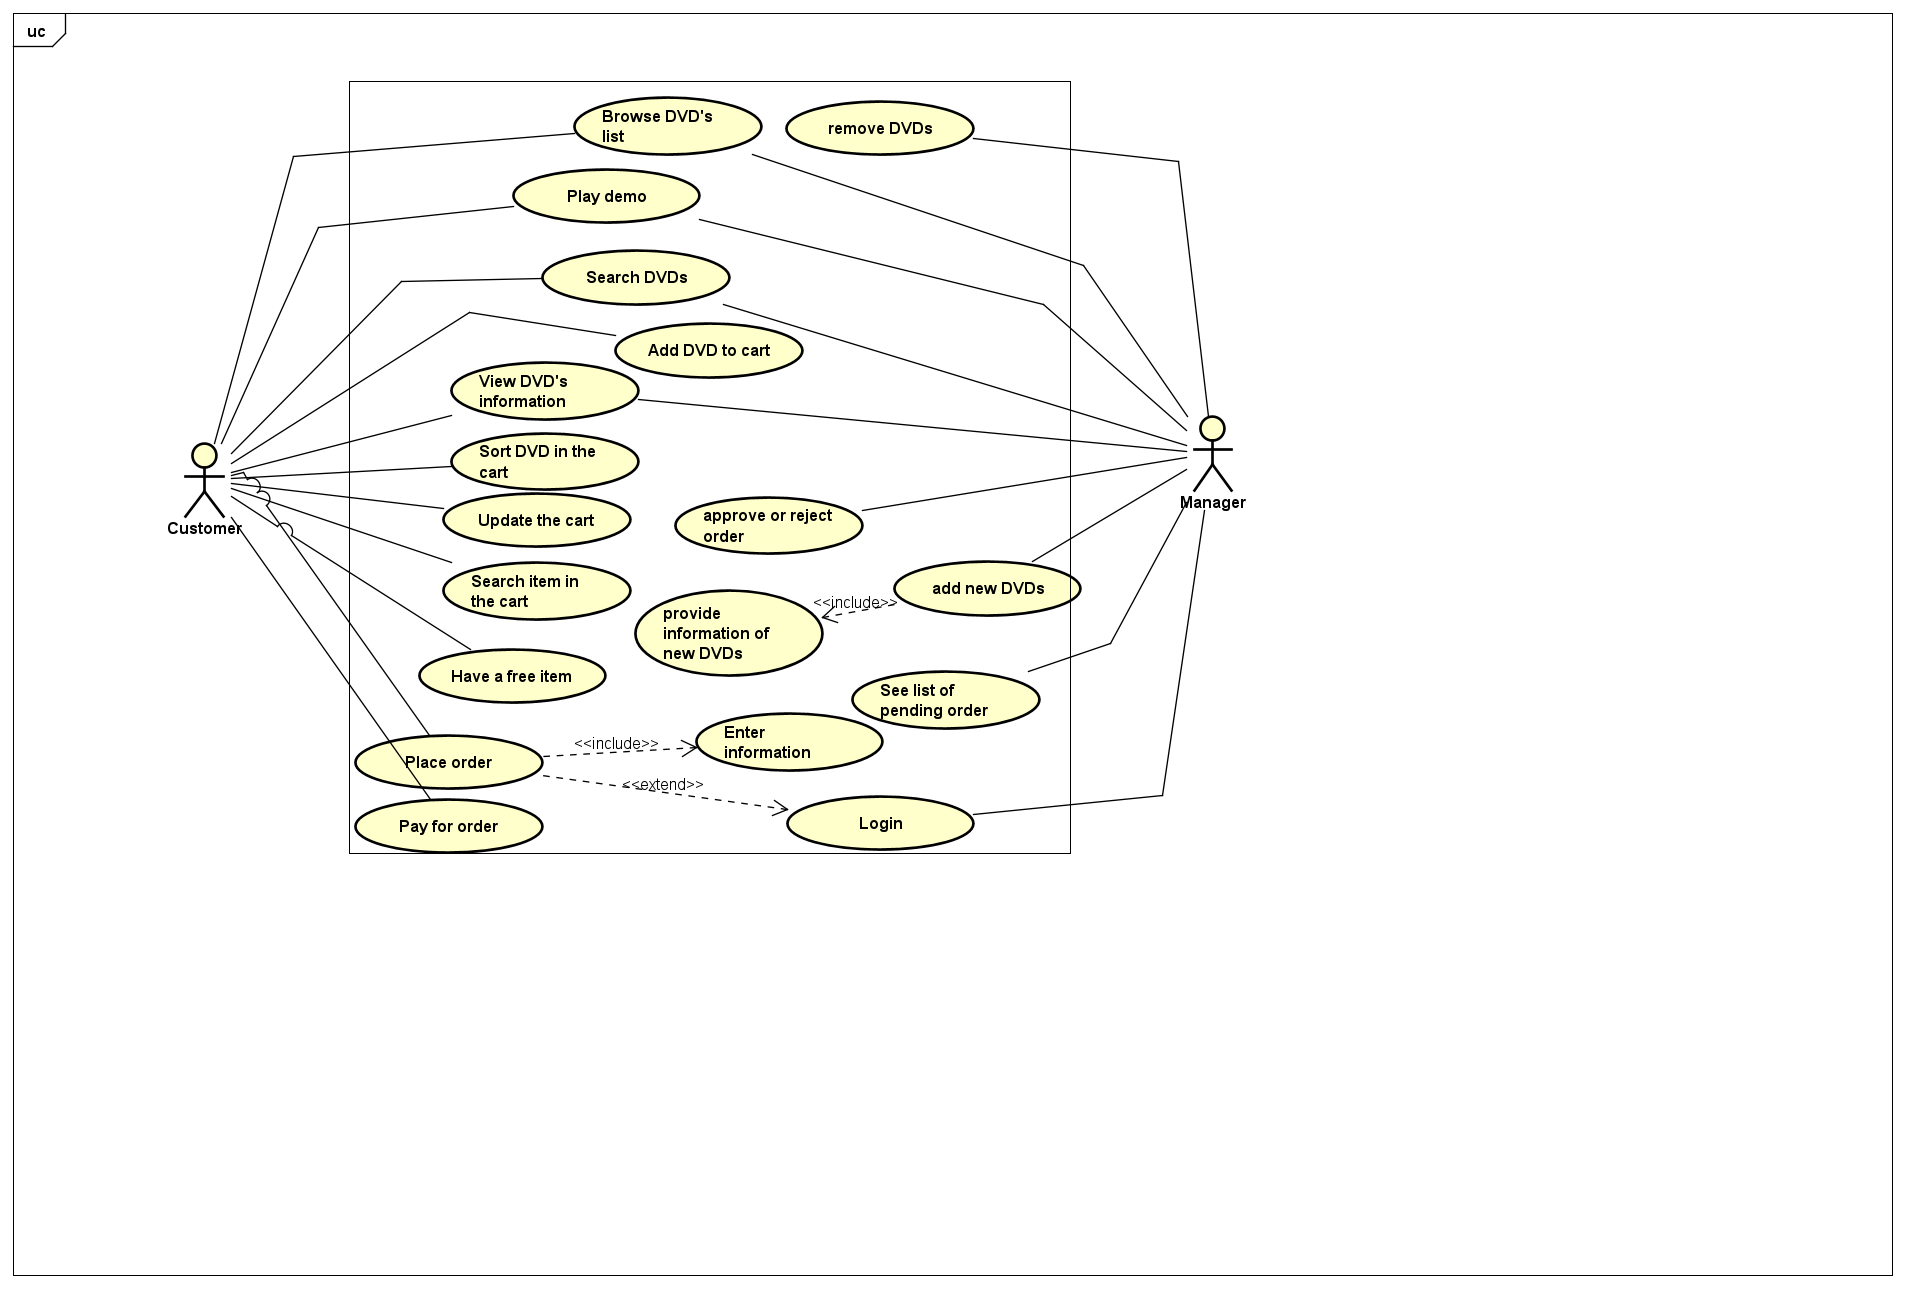 uc
Browse DVD's
list
remove DVDs
Play demo
Search DVDs
Add DVD to cart
View DVD's
information
Sort DVD in the
cart
Customer
Manager
Update the cart
approve or reject
order
Search item in
the cart
add new DVDs
<<include>>
provide
information of
new DVDs
Have a free item
See list of
pending order
Enter
information
<<include>>
Place order
<<extend>>
Pay for order
Login